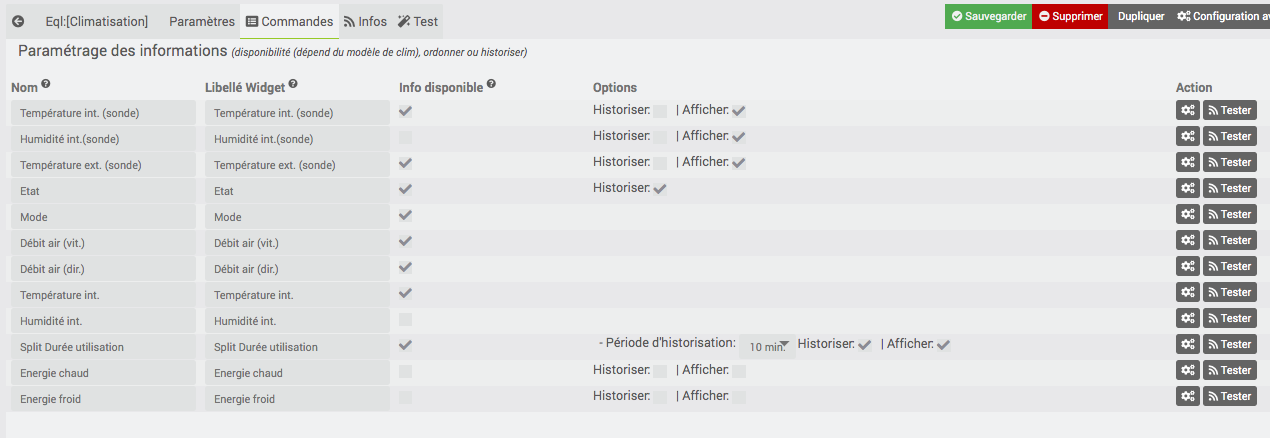 Eql:[Climatisation] Paramètres Commandes Infos Test Sauvegarder Supprimer Dupliquer Configuration av
Paramétrage des informations (disponibilité (dépend du modèle de clim), ordonner ou historiser)
Nom Libellé Widget Info disponible Options Action
Température int. (sonde) Température int. (sonde) Historiser: | Afficher: Tester
Humidité int.(sonde) Humidité int.(sonde) Historiser: | Afficher: Tester
Température ext. (sonde) Température ext. (sonde) Historiser: | Afficher: Tester
Etat Etat Historiser: Tester
Mode Mode Tester
Débit air (vit.) Débit air (vit.) Tester
Débit air (dir.) Débit air (dir.) Tester
Température int. Température int. Tester
Humidité int. Humidité int. Tester
Split Durée utilisation Split Durée utilisation - Période d'historisation: 10 min. Historiser: | Afficher: Tester
Energie chaud Energie chaud Historiser: | Afficher: Tester
Energie froid Energie froid Historiser: | Afficher: Tester